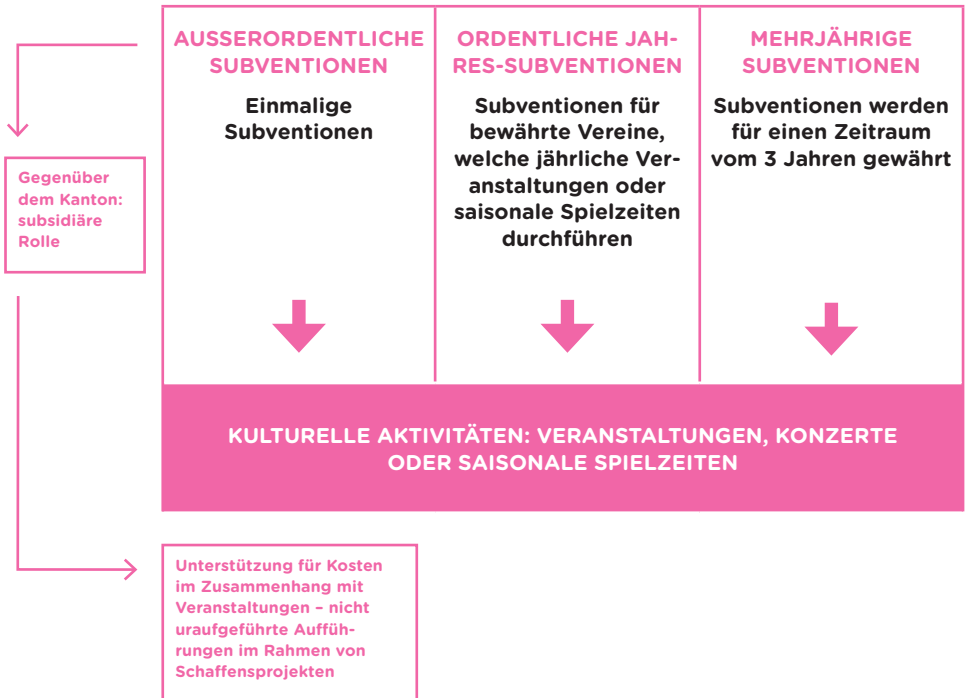 AUSSERORDENTLICHE
SUBVENTIONEN
Einmalige
Subventionen
ORDENTLICHE JAH-
RES-SUBVENTIONEN
Subventionen für
bewährte Vereine,
welche jährliche Ver-
anstaltungen oder
saisonale Spielzeiten
durchführen
MEHRJÄHRIGE
SUBVENTIONEN
Subventionen werden
für einen Zeitraum
vom 3 Jahren gewährt
Gegenüber
dem Kanton:
subsidiäre
Rolle
KULTURELLE AKTIVITÄTEN: VERANSTALTUNGEN, KONZERTE
ODER SAISONALE SPIELZEITEN
Unterstützung für Kosten
im Zusammenhang mit
Veranstaltungen – nicht
uraufgeführte Auffüh-
rungen im Rahmen von
Schaffensprojekten